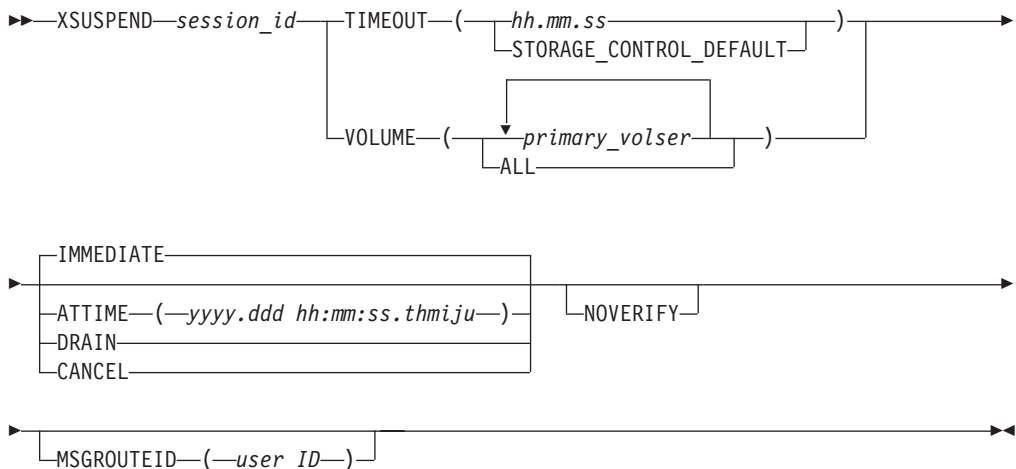 XSUSPEND session_id TIMEOUT ( hh.mm.ss )
STORAGE_CONTROL_DEFAULT
VOLUME ( primary_volser )
ALL
IMMEDIATE
ATTIME ( yyyy.ddd hh:mm:ss.thmiju )
NOVERIFY
DRAIN
CANCEL
MSGROUTEID ( user ID )